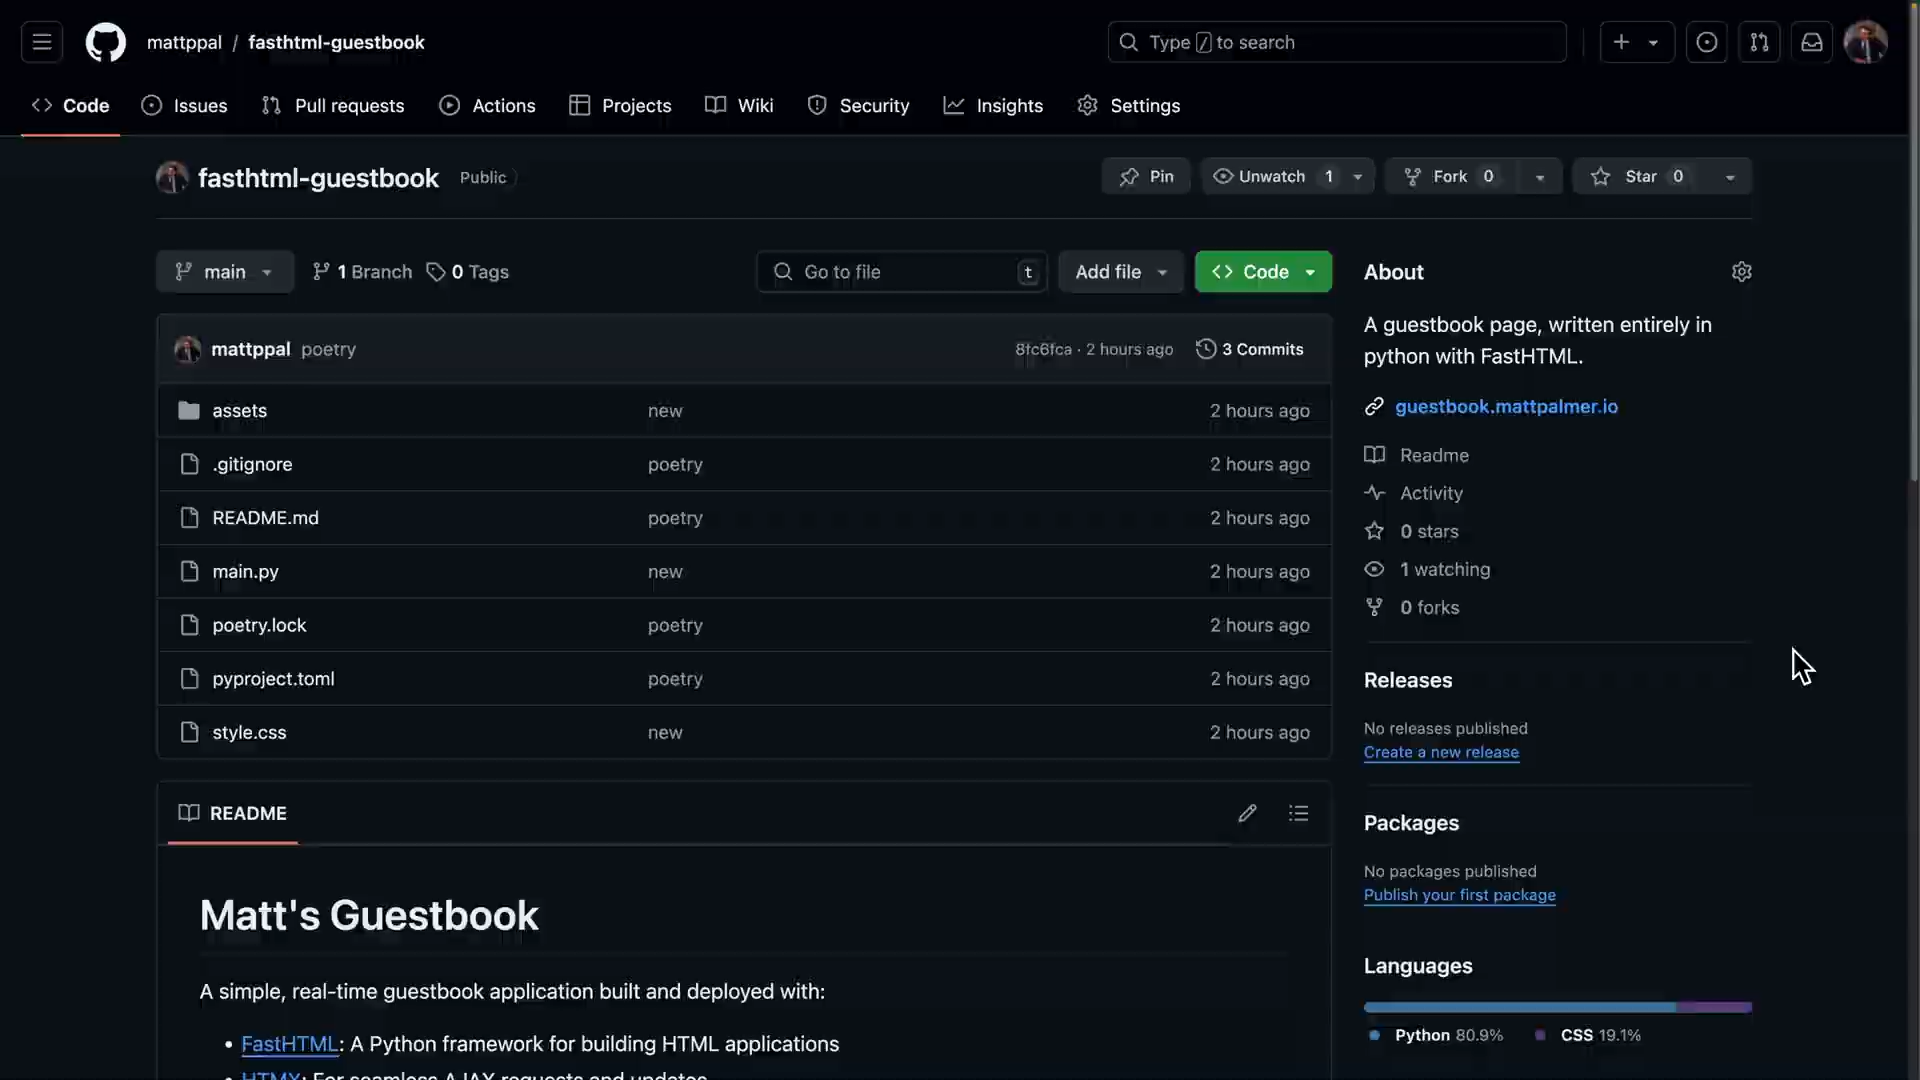 mattppal / fasthtml-guestbook
Type / to search
Code Issues Pull requests Actions Projects Wiki Security Insights Settings
fasthtml-guestbook Public
Pin Unwatch 1 Fork 0 Star 0
main 1 Branch 0 Tags Go to file t Add file Code
mattppal poetry 8fc6fca · 2 hours ago 3 Commits
assets new 2 hours ago
.gitignore poetry 2 hours ago
README.md poetry 2 hours ago
main.py new 2 hours ago
poetry.lock poetry 2 hours ago
pyproject.toml poetry 2 hours ago
style.css new 2 hours ago
README
Matt's Guestbook
A simple, real-time guestbook application built and deployed with:
• FastHTML: A Python framework for building HTML applications
• HTMX: For seamless AJAX requests and updates
About
A guestbook page, written entirely in
python with FastHTML.
guestbook.mattpalmer.io
Readme
Activity
0 stars
1 watching
0 forks
Releases
No releases published
Create a new release
Packages
No packages published
Publish your first package
Languages
Python 80.9% CSS 19.1%